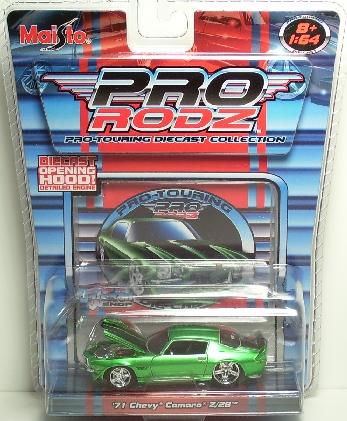 Maisto
8+
1:64
PRO
RODZ
PRO-TOURING DIECAST COLLECTION
DIECAST
OPENING
HOOD!
DETAILED ENGINE
PRO-TOURING
PRO
'71 Chevy Camaro Z/28